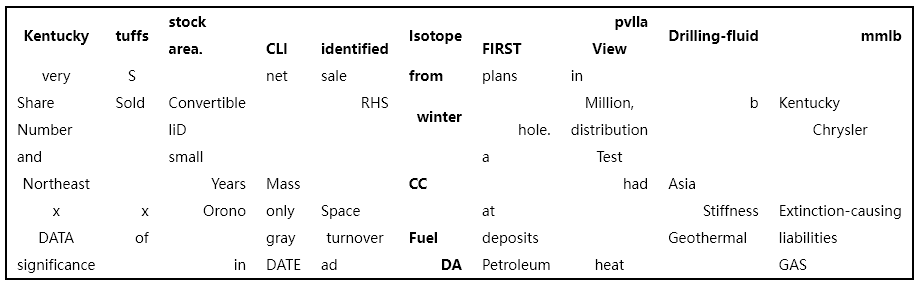 Kentucky tuffs stock area. CLI identified Isotope FIRST pvlla View Drilling-fluid mmlb
very S net sale from plans in
Share Sold Convertible RHS winter Million, b Kentucky
Number IiD hole. distribution Chrysler
and small a Test
Northeast Years Mass CC had Asia
x x Orono only Space at Stiffness Extinction-causing
DATA of gray turnover Fuel deposits Geothermal liabilities
significance in DATE ad DA Petroleum heat GAS